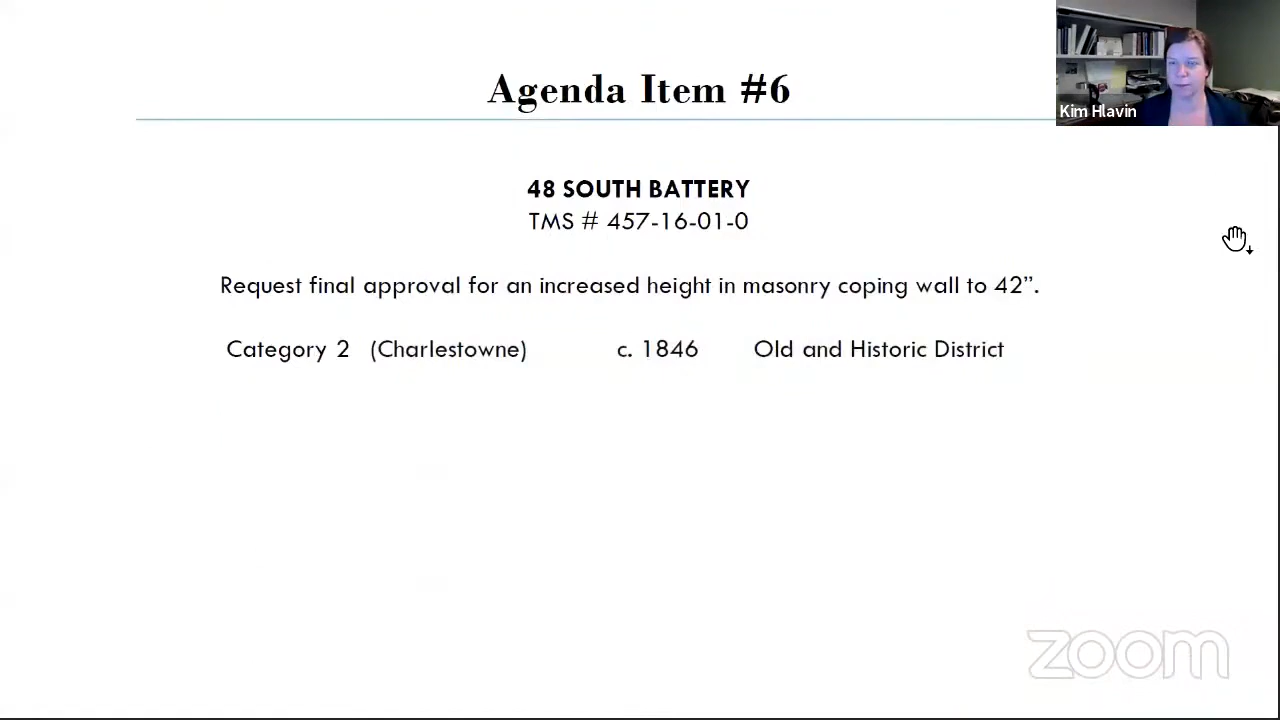 Agenda Item #6
Kim Hlavin
48 SOUTH BATTERY
TMS # 457-16-01-0
Request final approval for an increased height in masonry coping wall to 42”.
Category 2 (Charlestowne) c. 1846 Old and Historic District
zoom